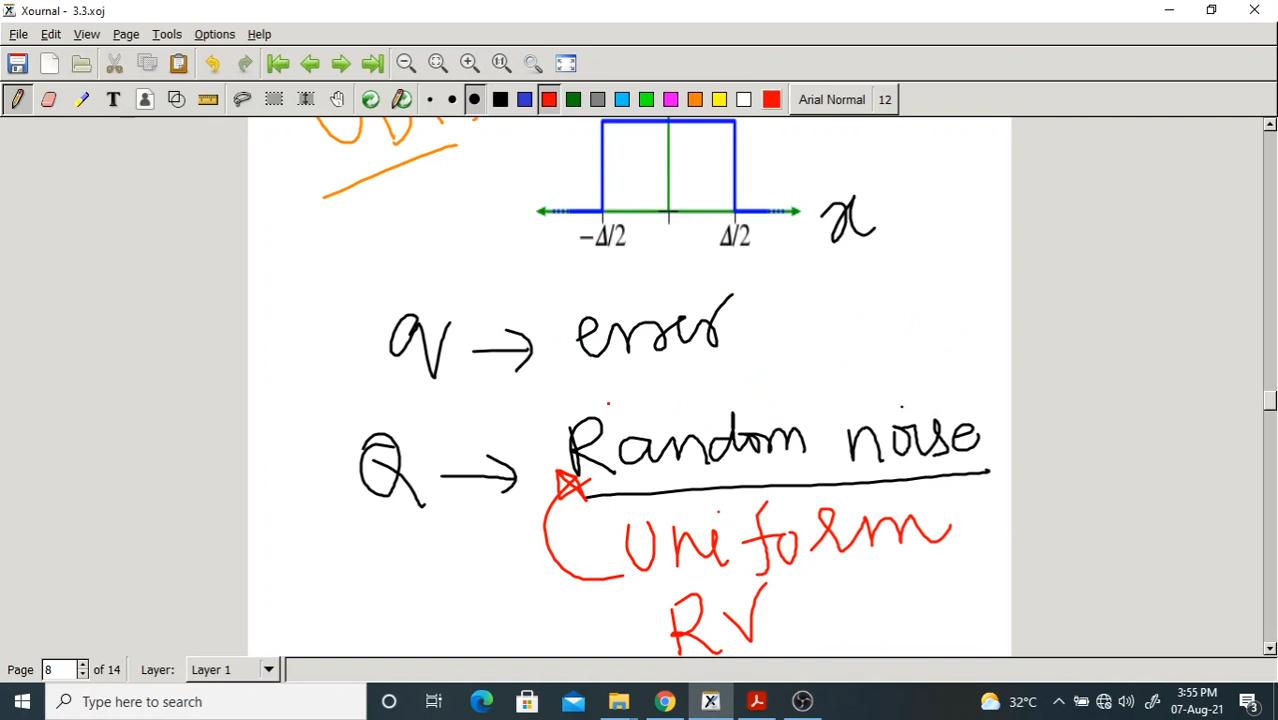 Xournal - 3.3.xoj
File Edit View Page Tools Options Help
Arial Normal 12
−Δ/2 Δ/2 x
q → error
Q → Random noise
Uniform
RV
Page 8 of 14 Layer: Layer 1
Type here to search
32°C
3:55 PM
07-Aug-21
3